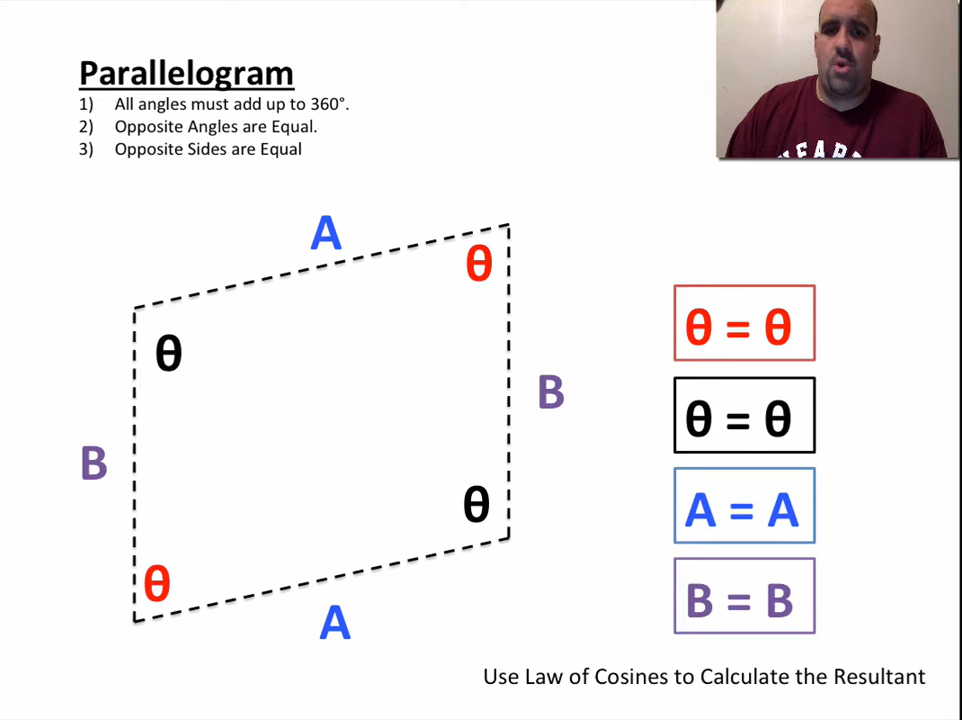 Parallelogram
1) All angles must add up to 360°.
2) Opposite Angles are Equal.
3) Opposite Sides are Equal
A
θ
θ
B
B
θ
θ
A
θ = θ
θ = θ
A = A
B = B
Use Law of Cosines to Calculate the Resultant